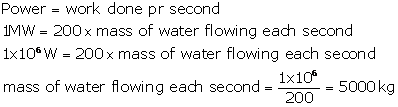 Power = work done pr second
1MW = 200 x mass of water flowing each second
1x10⁶ W = 200 x mass of water flowing each second
mass of water flowing each second = 1x10⁶/200 = 5000 kg